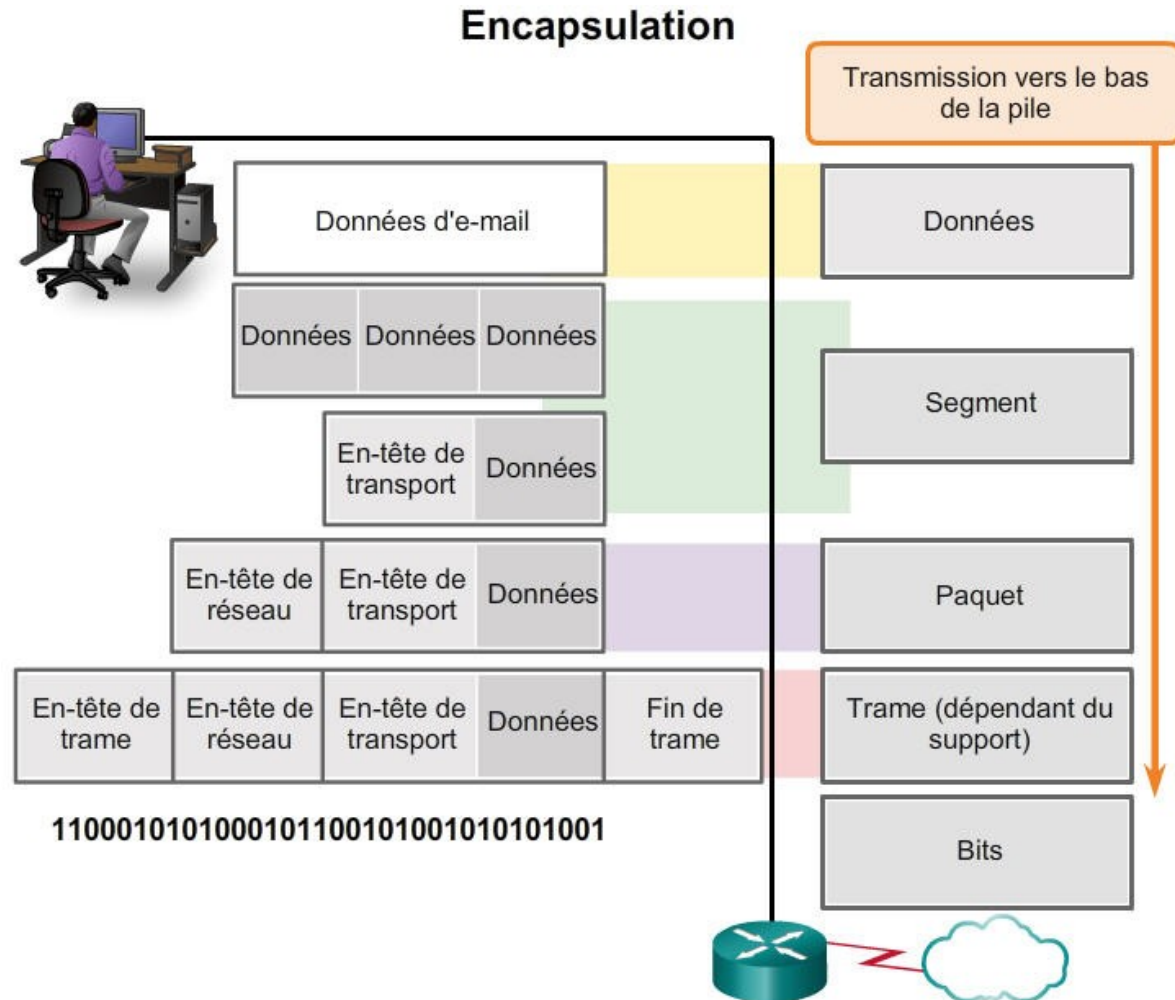 Encapsulation
Transmission vers le bas
de la pile
Données d'e-mail
Données
Données Données Données
Segment
En-tête de
transport
Données
En-tête de
réseau
En-tête de
transport
Données
Paquet
En-tête de
trame
En-tête de
réseau
En-tête de
transport
Données
Fin de
trame
Trame (dépendant du
support)
1100010101000101100101001010101001
Bits